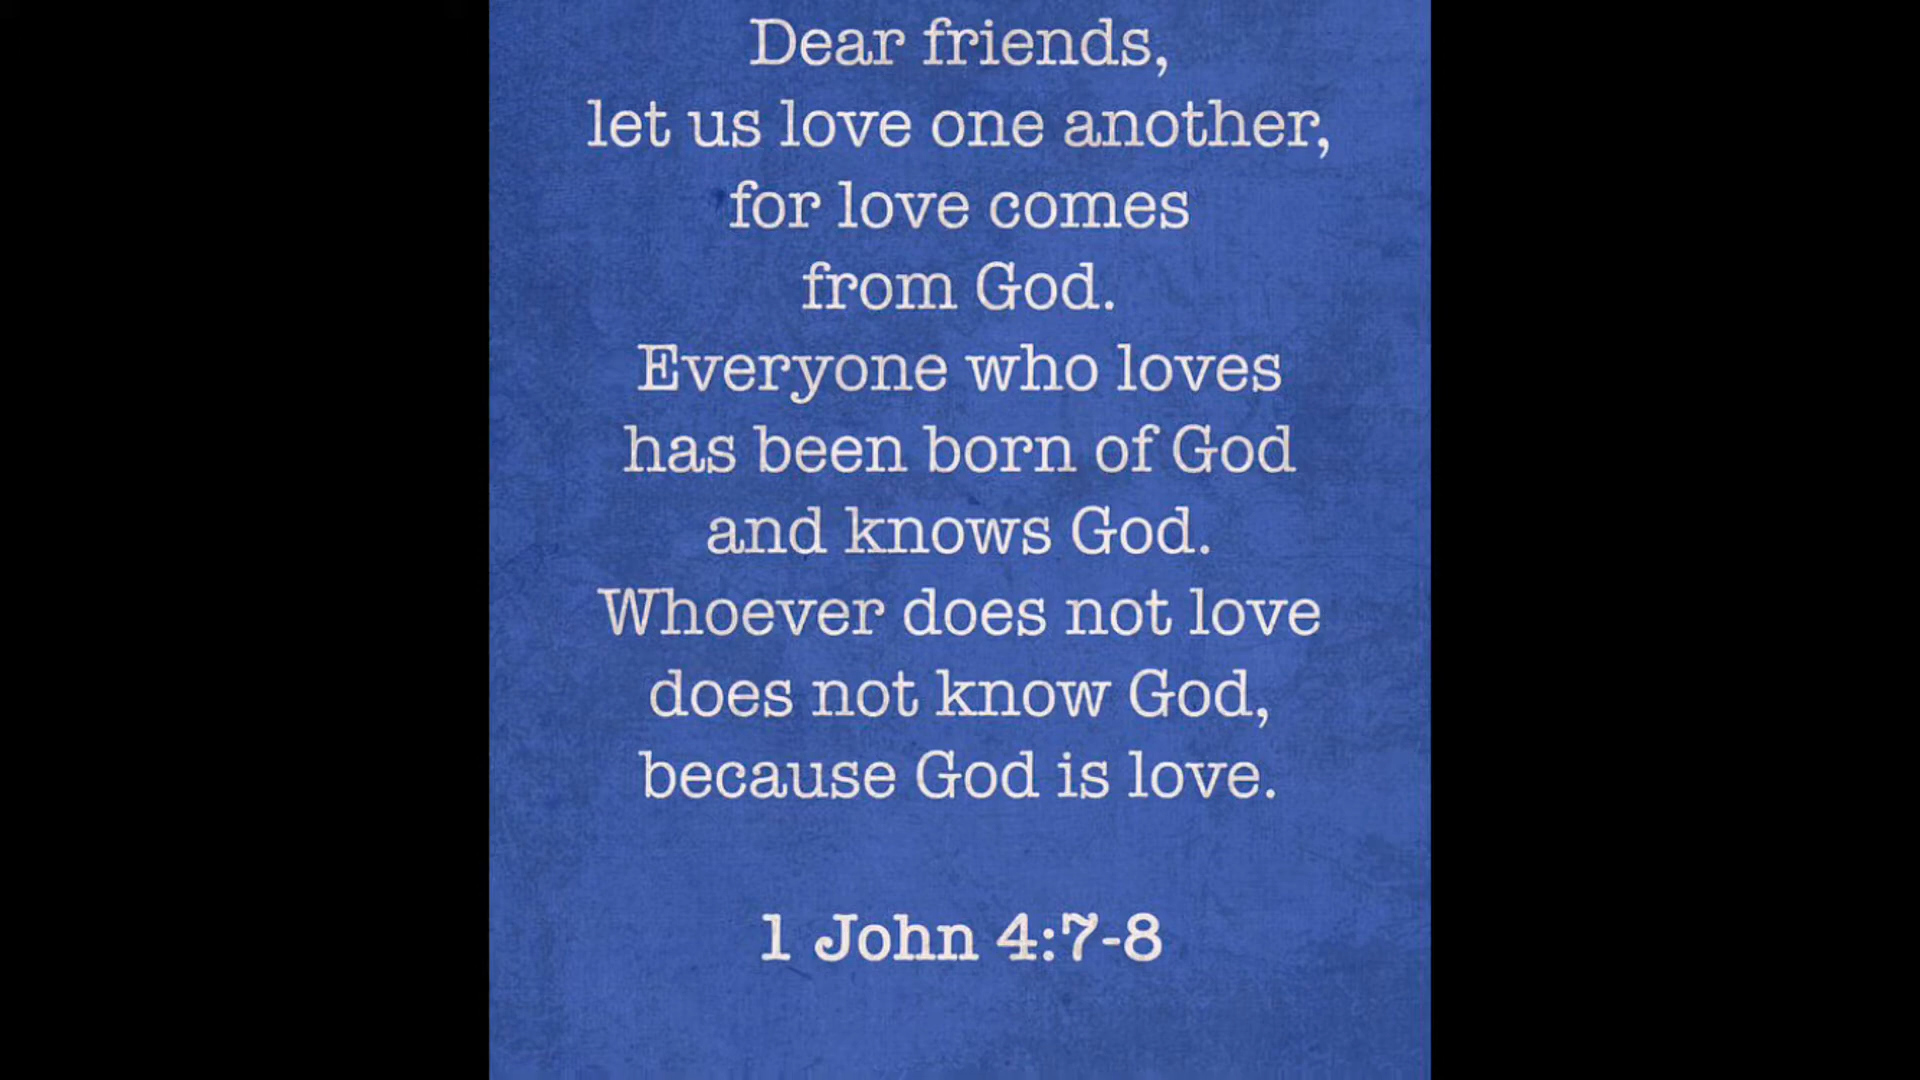 Dear friends,
let us love one another,
for love comes
from God.
Everyone who loves
has been born of God
and knows God.
Whoever does not love
does not know God,
because God is love.
1 John 4:7-8